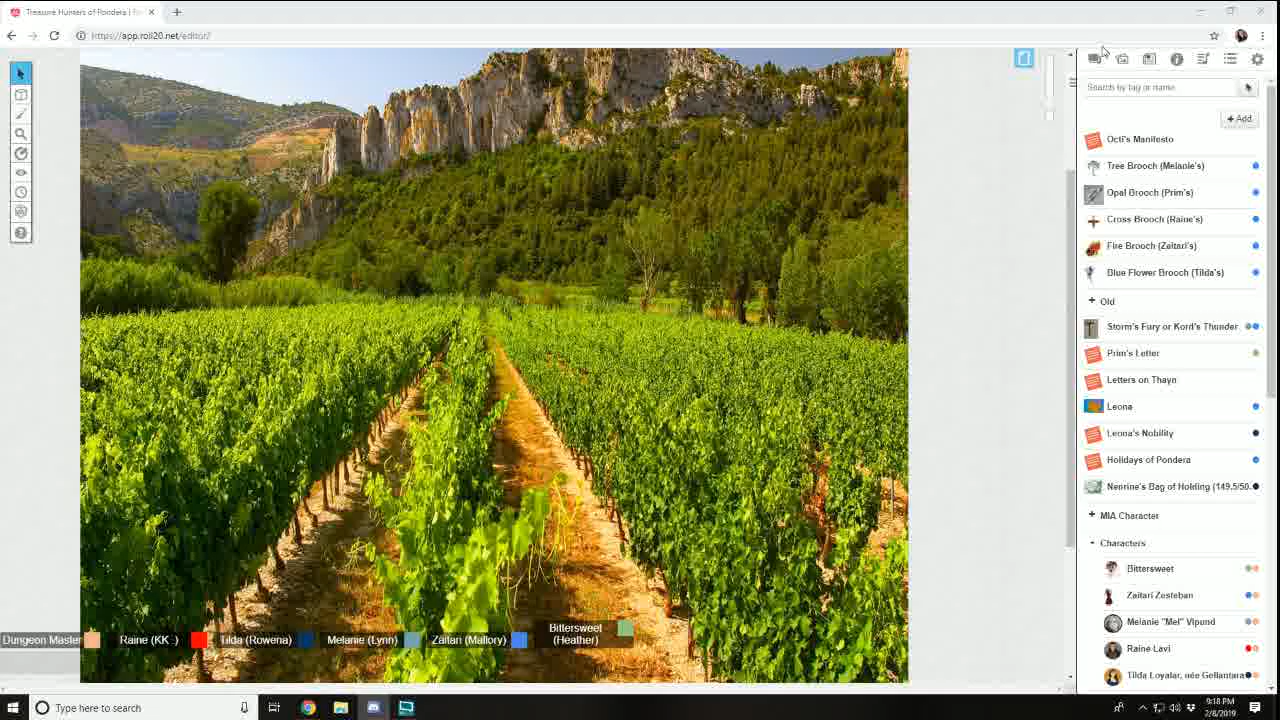 Treasure Hunters of Pondera |
https://app.roll20.net/editor/
Search by tag or name...
+ Add
Octi's Manifesto
Tree Brooch (Melanie's)
Opal Brooch (Prim's)
Cross Brooch (Raine's)
Fire Brooch (Zaitari's)
Blue Flower Brooch (Tilda's)
+ Old
Storm's Fury or Kord's Thunder
Prim's Letter
Letters on Thayn
Leona
Leona's Nobility
Holidays of Pondera
Nenrine's Bag of Holding (149.5/50
+ MIA Character
- Characters
Bittersweet
Zaitari Zesteban
Melanie "Mel" Vipund
Raine Lavi
Tilda Loyalar, née Gellantara
Dungeon Master
Raine (KK )
Tilda (Rowena)
Melanie (Lynn)
Zaitari (Mallory)
Bittersweet
(Heather)
Type here to search
9:18 PM
2/8/2019